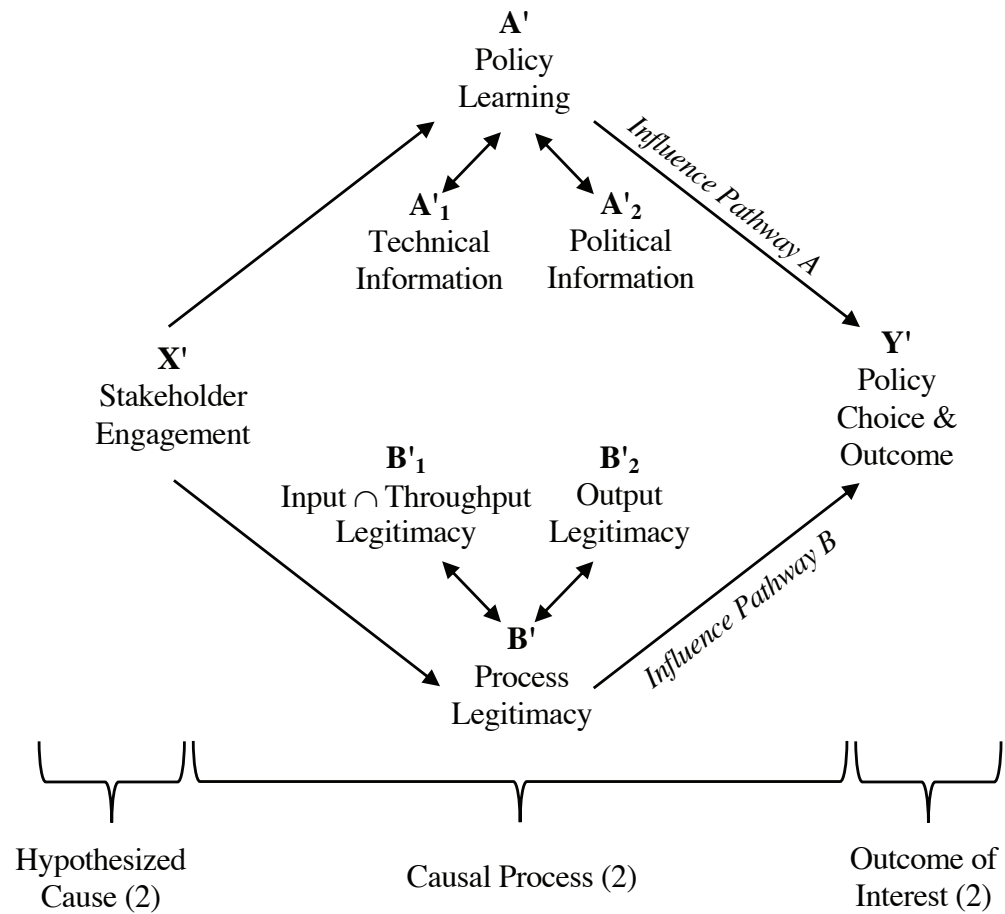 A'
Policy
Learning
Influence Pathway A
A'₁
Technical
Information
A'₂
Political
Information
X'
Stakeholder
Engagement
Y'
Policy
Choice &
Outcome
B'₁
Input ∩ Throughput
Legitimacy
B'₂
Output
Legitimacy
B'
Process
Legitimacy
Influence Pathway B
Hypothesized
Cause (2)
Causal Process (2)
Outcome of
Interest (2)